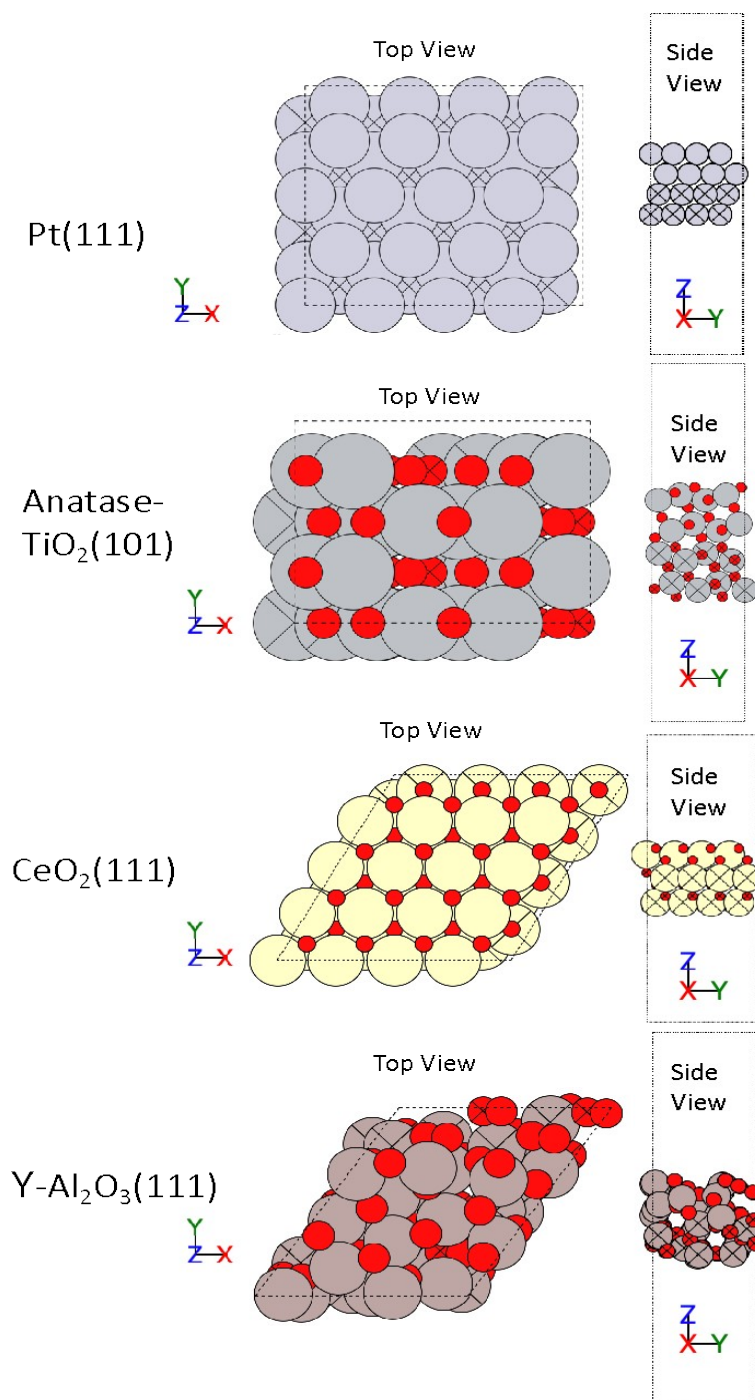 Top View
Side
View
Pt(111)
Y
Z X
Z
X Y
Top View
Side
View
Anatase-
TiO₂(101)
Y
Z X
Z
X Y
Top View
Side
View
CeO₂(111)
Y
Z X
Z
X Y
Top View
Side
View
Y-Al₂O₃(111)
Y
Z X
Z
X Y